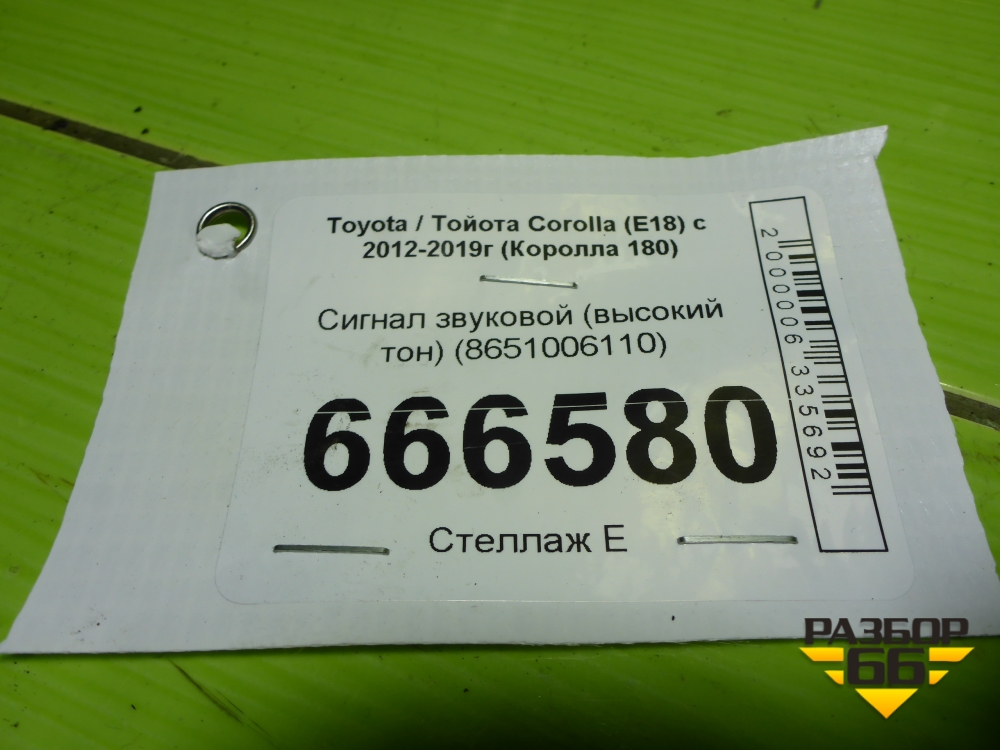 Toyota / Тойота Corolla (E18) с
2012-2019г (Королла 180)
Сигнал звуковой (высокий
тон) (8651006110)
666580
Стеллаж Е
2000006335692
РАЗБОР
66